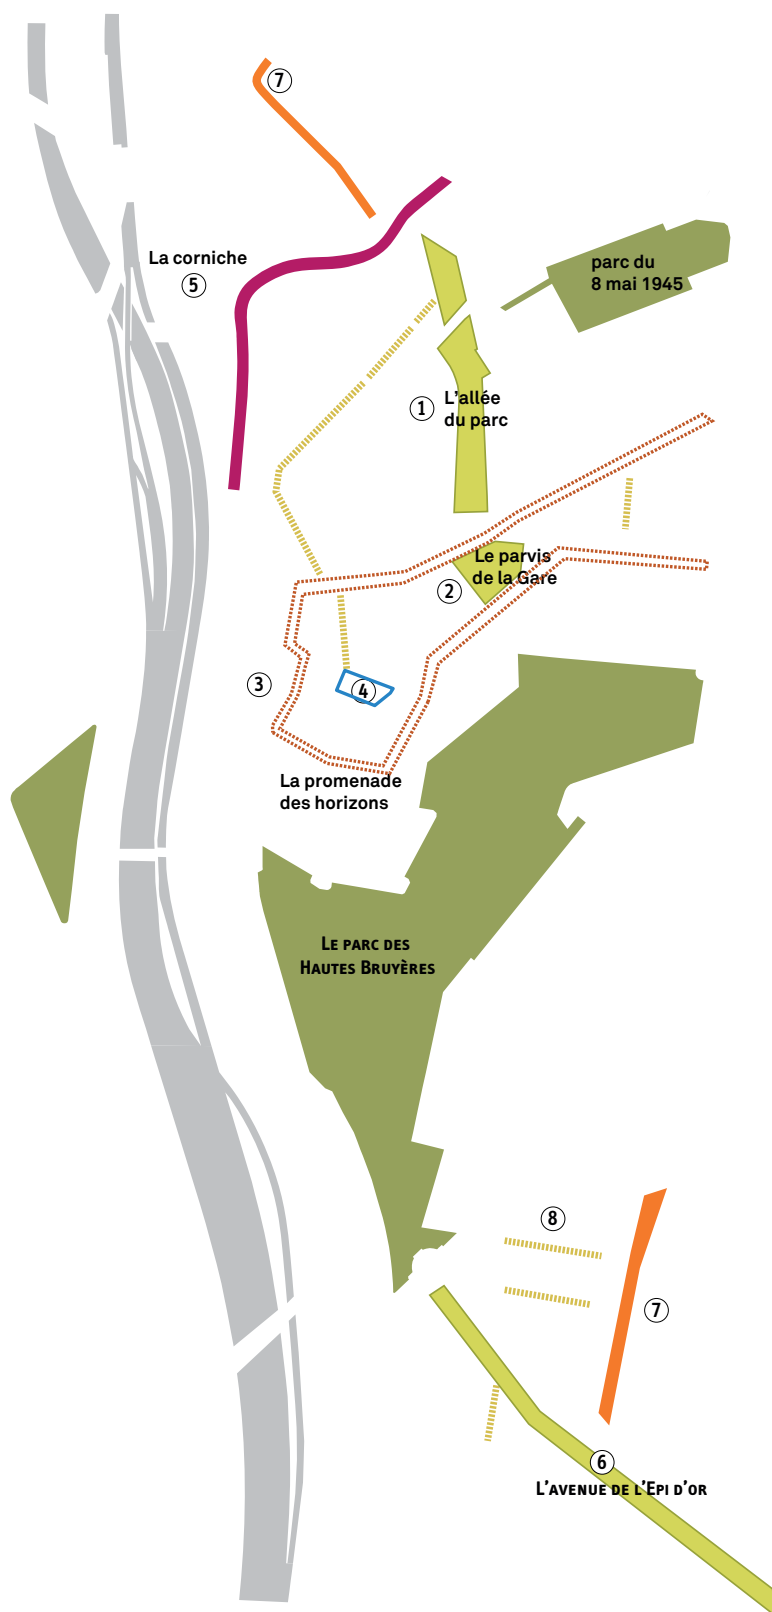 7
La corniche
5
parc du
8 mai 1945
1
L'allée
du parc
Le parvis
de la Gare
2
3
4
La promenade
des horizons
Le parc des
Hautes Bruyères
8
7
6
L'avenue de l'Epi d'or